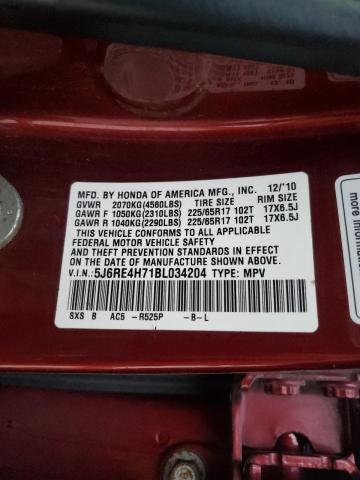 MFD. BY HONDA OF AMERICA MFG., INC. 12/'10
GVWR 2070KG(4560LBS) TIRE SIZE RIM SIZE
GAWR F 1050KG(2310LBS) 225/65R17 102T 17X6.5J
GAWR R 1040KG(2290LBS) 225/65R17 102T 17X6.5J
THIS VEHICLE CONFORMS TO ALL APPLICABLE
FEDERAL MOTOR VEHICLE SAFETY AND
THEFT PREVENTION STANDARDS IN EFFECT ON
THE DATE OF MANUFACTURE SHOWN ABOVE.
V.I.N.: 5J6RE4H71BL034204 TYPE: MPV
SXS B AC5 -R525P -B-L